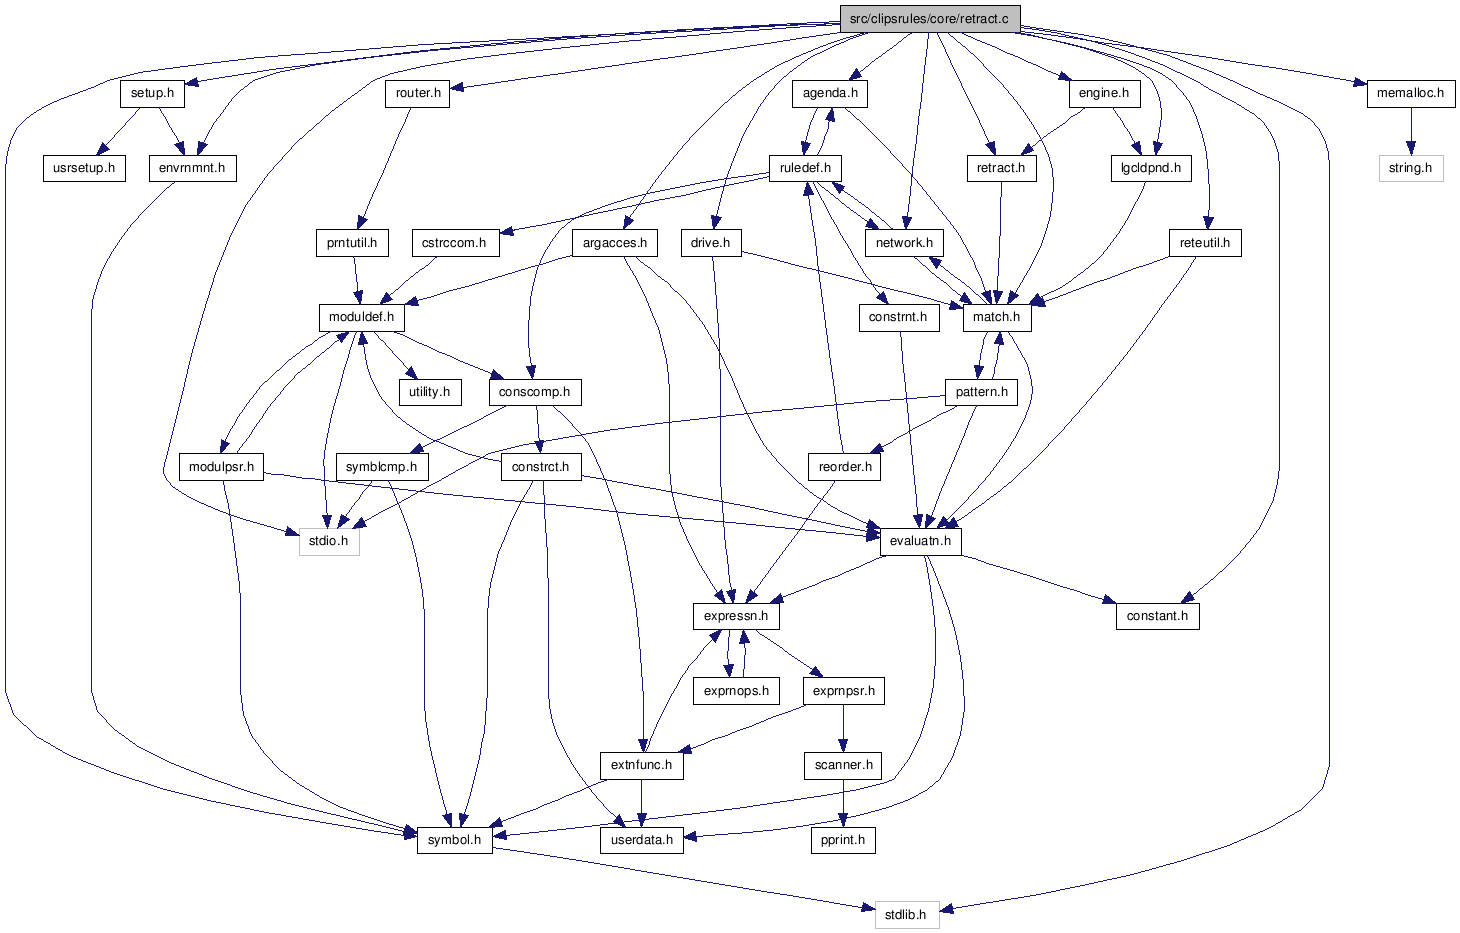 src/clipsrules/core/retract.c
setup.h
router.h
agenda.h
engine.h
memalloc.h
usrsetup.h
envrnmnt.h
ruledef.h
retract.h
lgcldpnd.h
string.h
prntutil.h
cstrccom.h
argacces.h
drive.h
network.h
reteutil.h
moduldef.h
constrnt.h
match.h
utility.h
conscomp.h
pattern.h
modulpsr.h
symblcmp.h
constrct.h
reorder.h
stdio.h
evaluatn.h
expressn.h
constant.h
exprnops.h
exprnpsr.h
extnfunc.h
scanner.h
symbol.h
userdata.h
pprint.h
stdlib.h